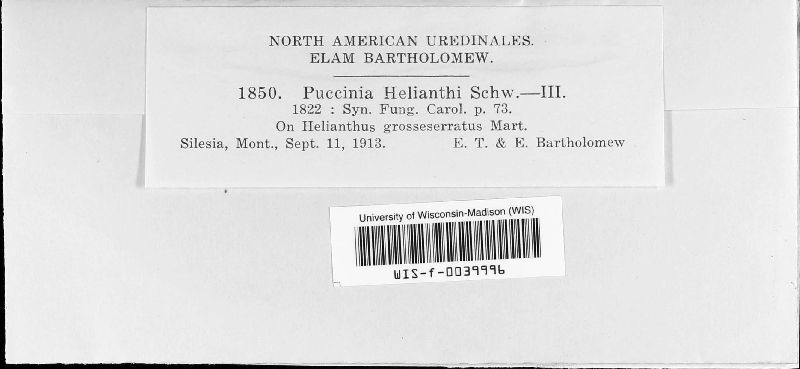 NORTH AMERICAN UREDINALES.
ELAM BARTHOLOMEW.
1850. Puccinia Helianthi Schw.—III.
1822 : Syn. Fung. Carol. p. 73.
On Helianthus grosseserratus Mart.
Silesia, Mont., Sept. 11, 1913. E. T. & E. Bartholomew
University of Wisconsin-Madison (WIS)
WIS-f-0039996